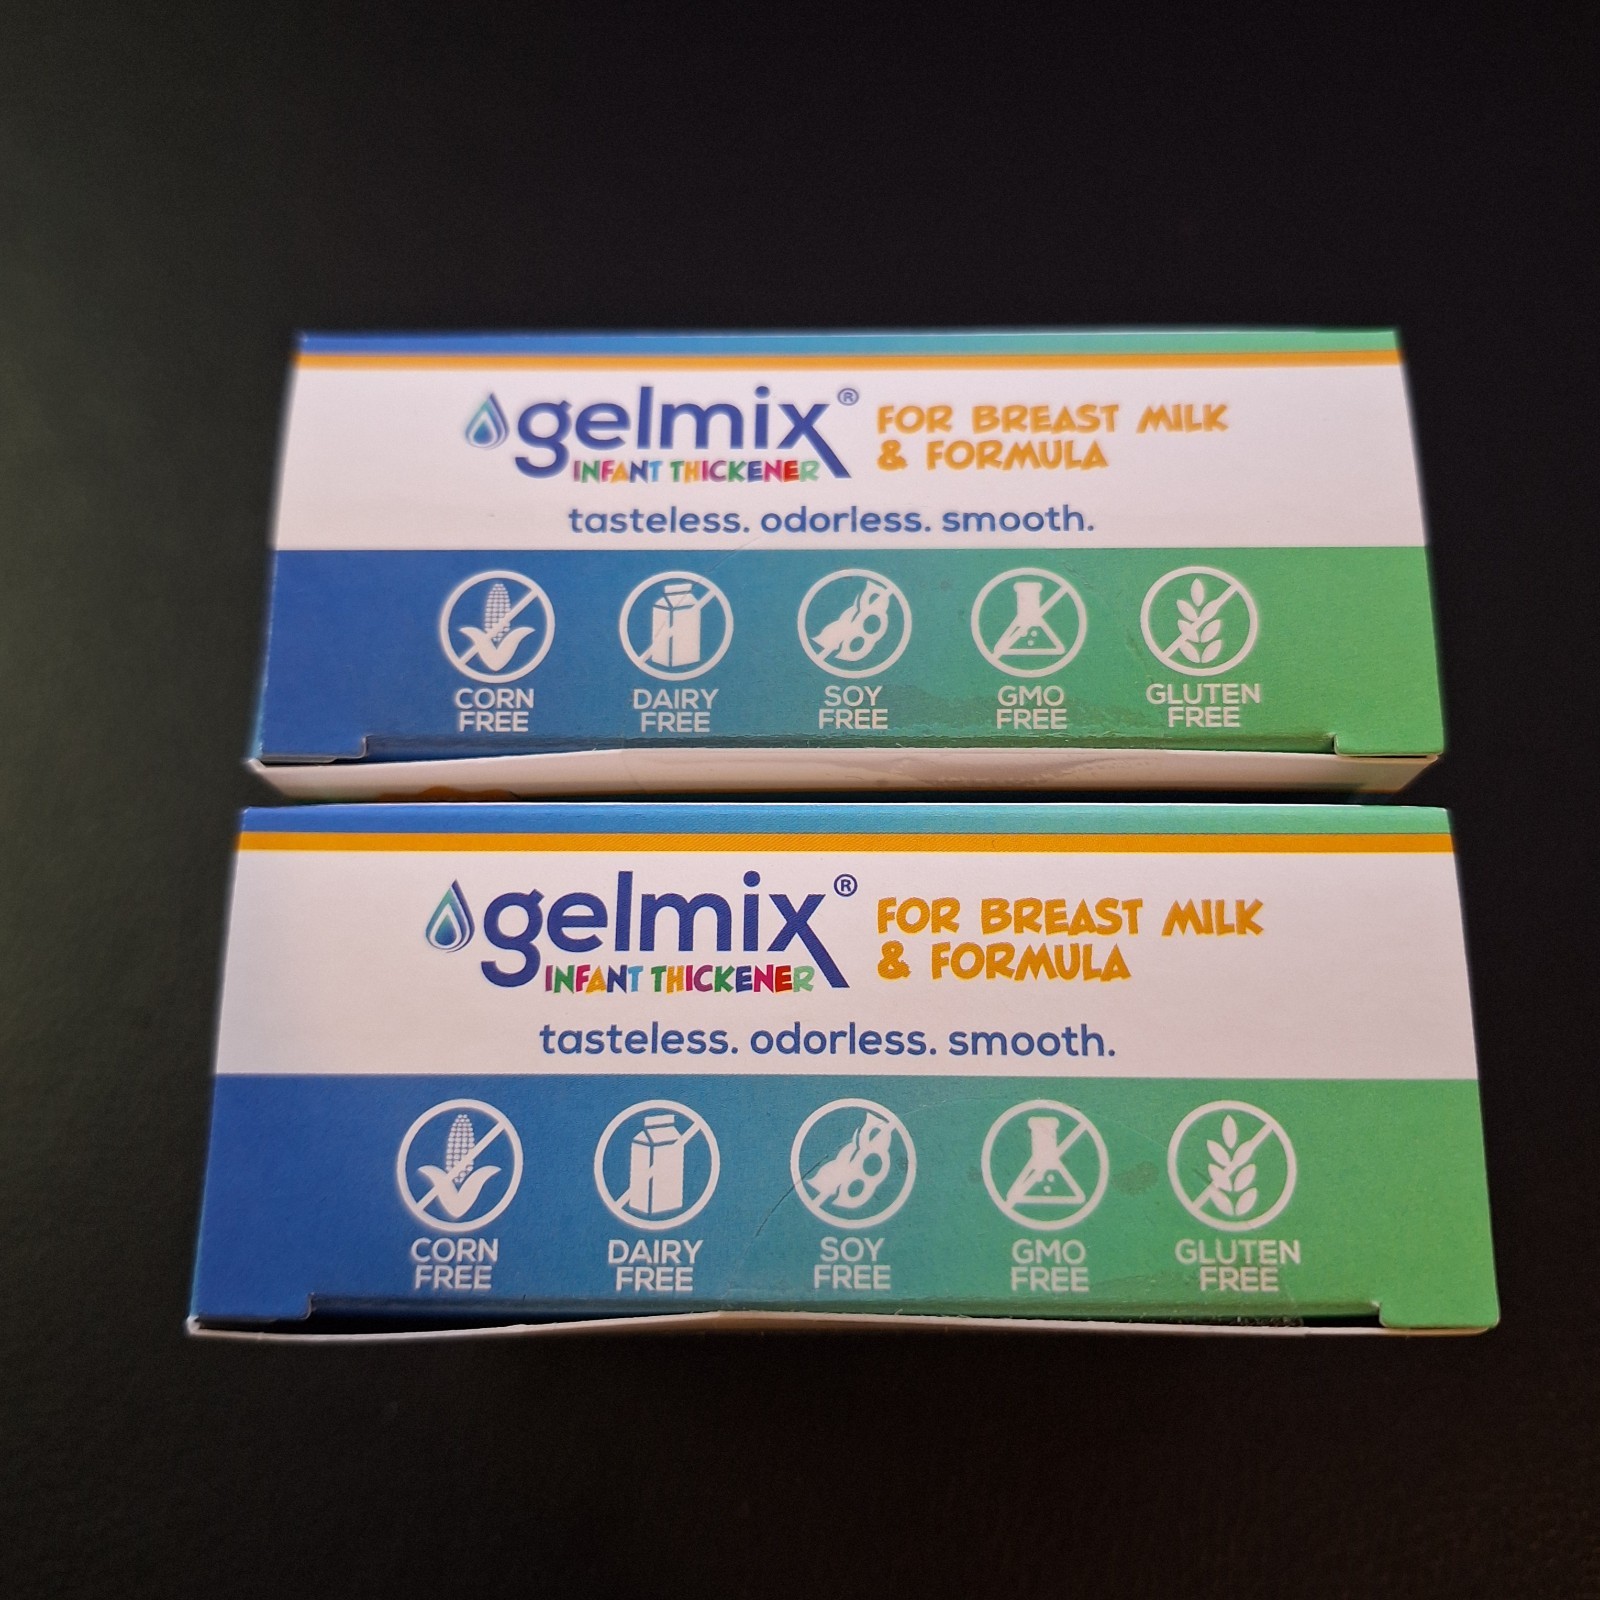 gelmix® FOR BREAST MILK
INFANT THICKENER & FORMULA
tasteless. odorless. smooth.
CORN FREE
DAIRY FREE
SOY FREE
GMO FREE
GLUTEN FREE
gelmix® FOR BREAST MILK
INFANT THICKENER & FORMULA
tasteless. odorless. smooth.
CORN FREE
DAIRY FREE
SOY FREE
GMO FREE
GLUTEN FREE